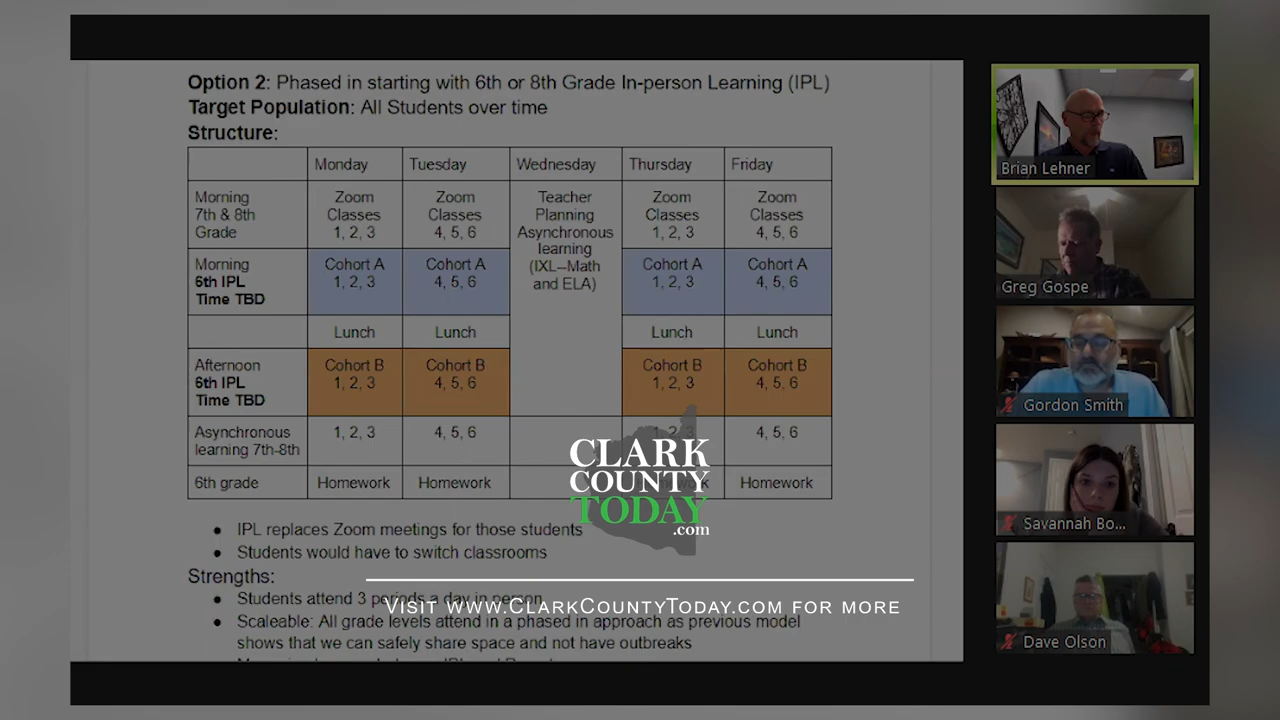 Option 2: Phased in starting with 6th or 8th Grade In-person Learning (IPL)
Target Population: All Students over time
Structure:
Monday Tuesday Wednesday Thursday Friday
Morning
7th & 8th
Grade
Zoom
Classes
1, 2, 3
Zoom
Classes
4, 5, 6
Teacher
Planning
Asynchronous
learning
(IXL--Math
and ELA)
Zoom
Classes
1, 2, 3
Zoom
Classes
4, 5, 6
Morning
6th IPL
Time TBD
Cohort A
1, 2, 3
Cohort A
4, 5, 6
Cohort A
1, 2, 3
Cohort A
4, 5, 6
Lunch Lunch Lunch Lunch
Afternoon
6th IPL
Time TBD
Cohort B
1, 2, 3
Cohort B
4, 5, 6
Cohort B
1, 2, 3
Cohort B
4, 5, 6
Asynchronous
learning 7th-8th
1, 2, 3 4, 5, 6 1, 2, 3 4, 5, 6
6th grade Homework Homework Homework
• IPL replaces Zoom meetings for those students
• Students would have to switch classrooms
Strengths:
• Students attend 3 periods a day in person
• Scaleable: All grade levels attend in a phased in approach as previous model
shows that we can safely share space and not have outbreaks
CLARK
COUNTY
TODAY
.com
VISIT WWW.CLARKCOUNTYTODAY.COM FOR MORE
Brian Lehner
Greg Gospe
Gordon Smith
Savannah Bo...
Dave Olson